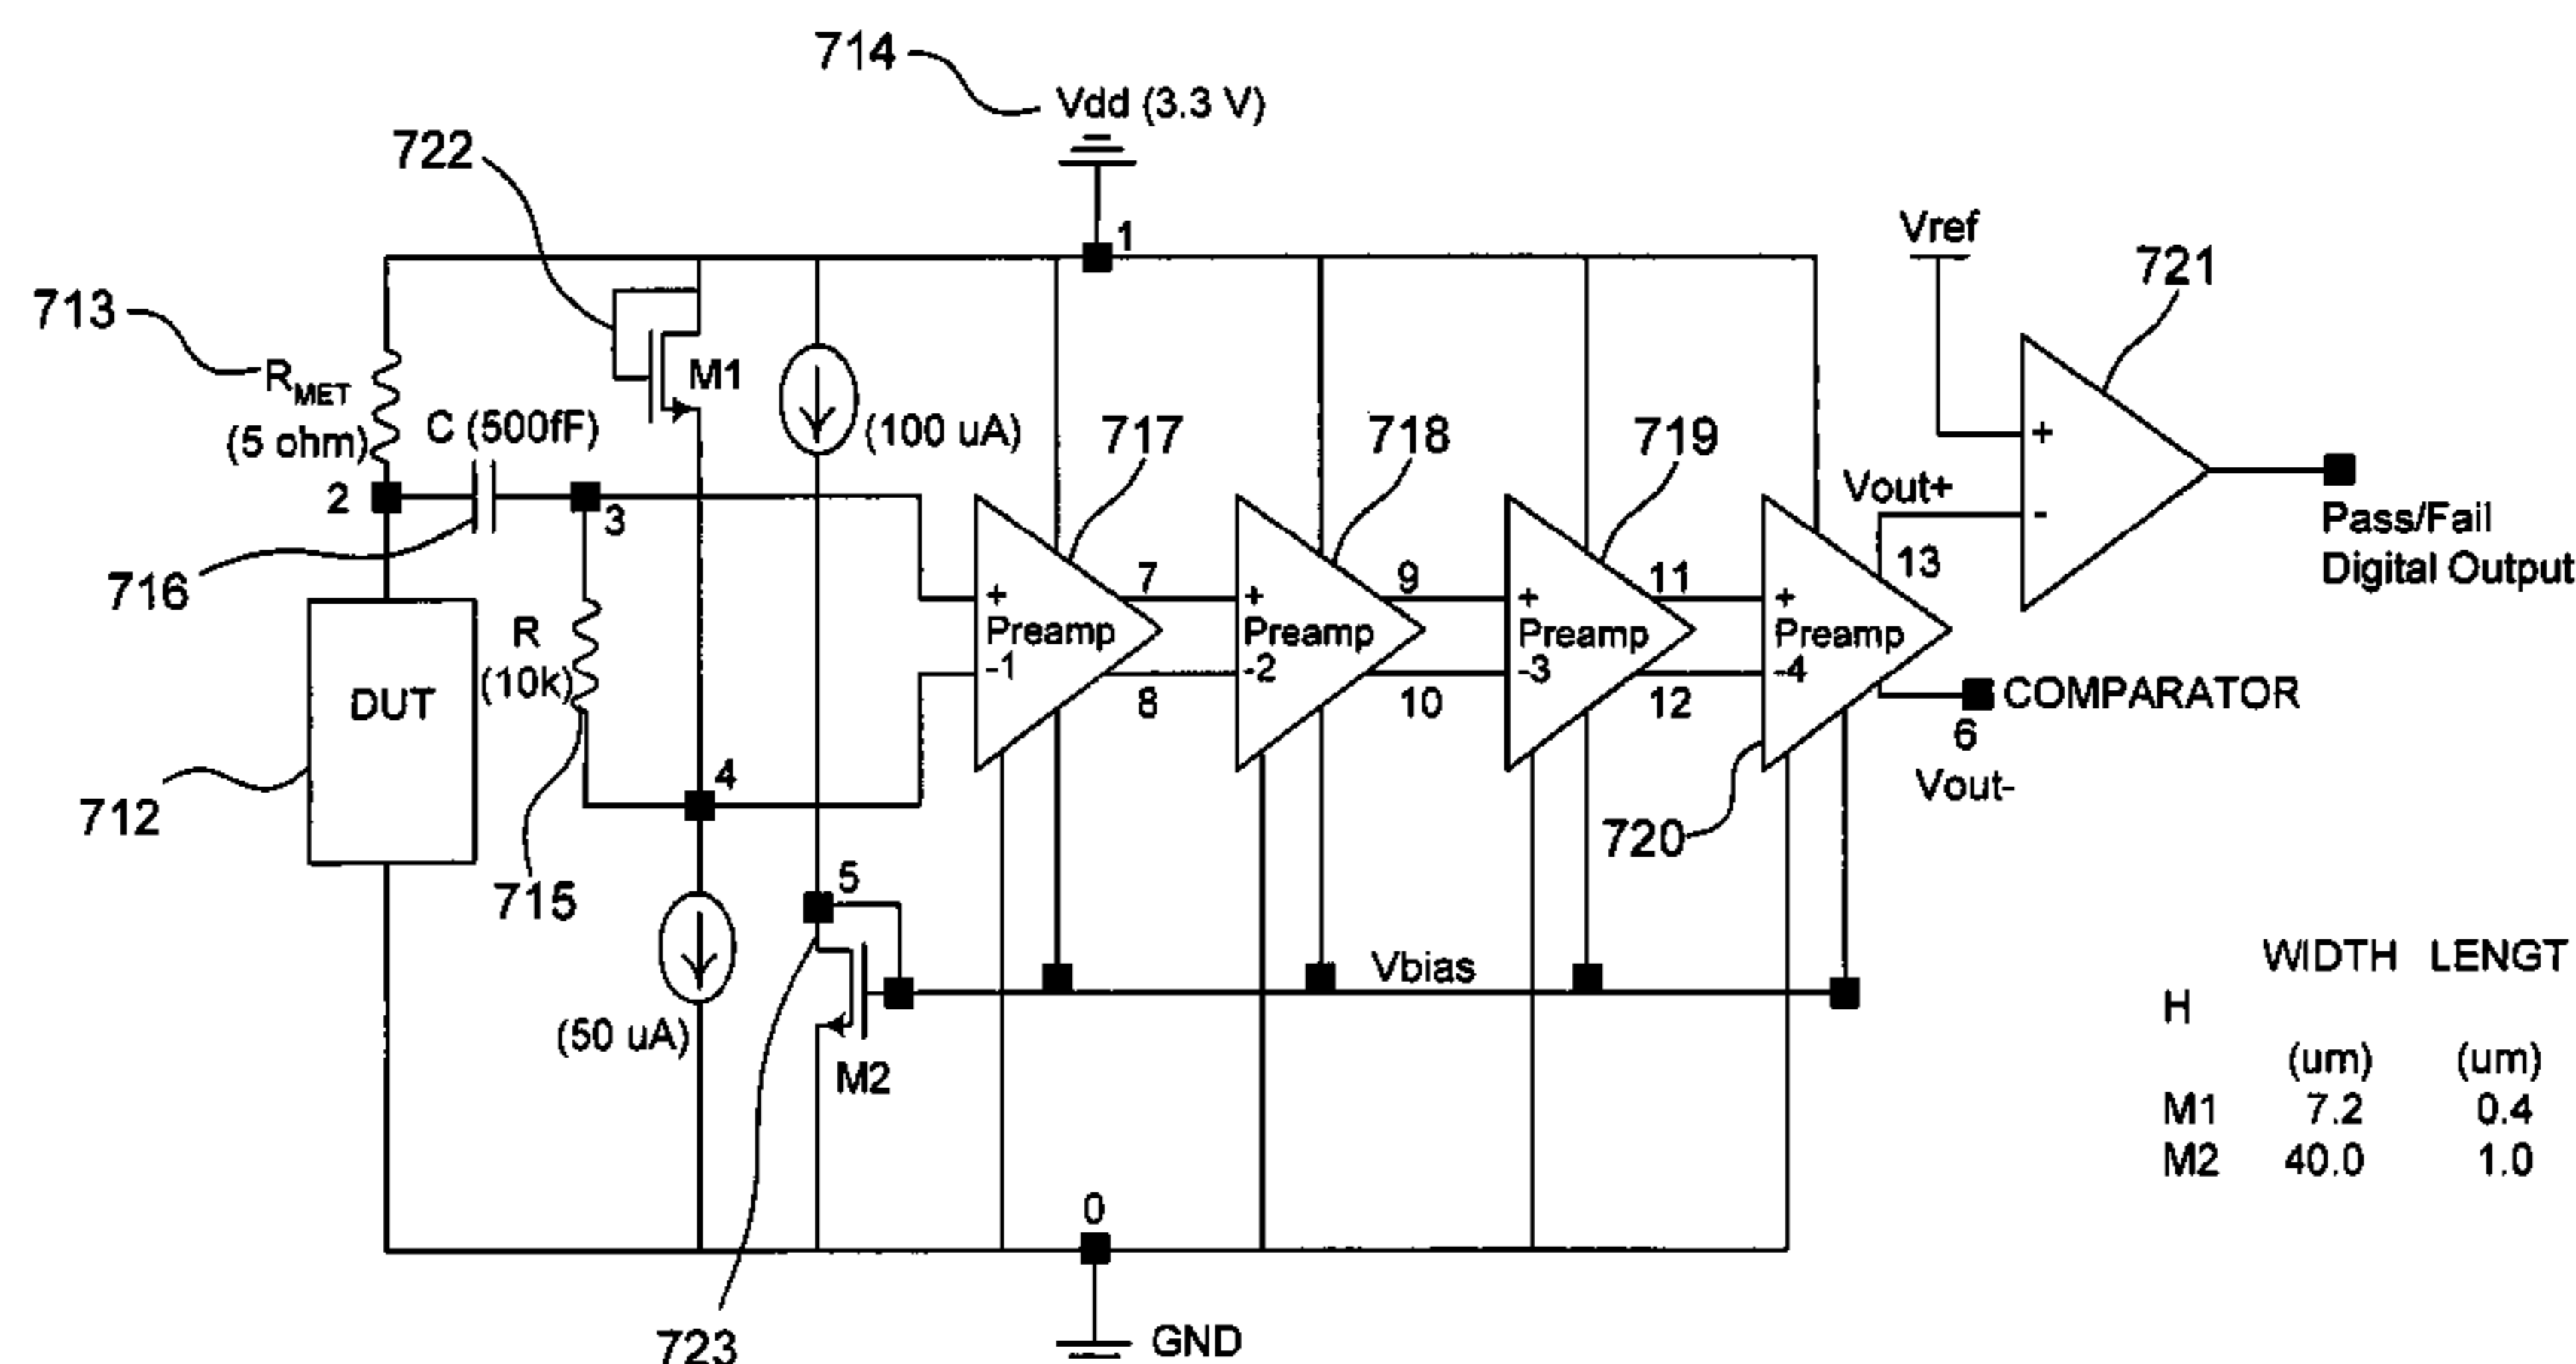 714
Vdd (3.3 V)
722
1
Vref
721
713
RMET
(5 ohm)
M1
C (500fF)
(100 uA)
717
718
719
Vout+
+
-
2
3
Pass/Fail
Digital Output
716
7
9
11
13
+
Preamp
-1
+
Preamp
-2
+
Preamp
-3
+
Preamp
-4
R
(10k)
DUT
8
10
12
COMPARATOR
6
Vout-
4
712
720
715
5
Vbias
WIDTH LENGT
H
(50 uA)
M2
(um) (um)
M1 7.2 0.4
M2 40.0 1.0
0
723
GND